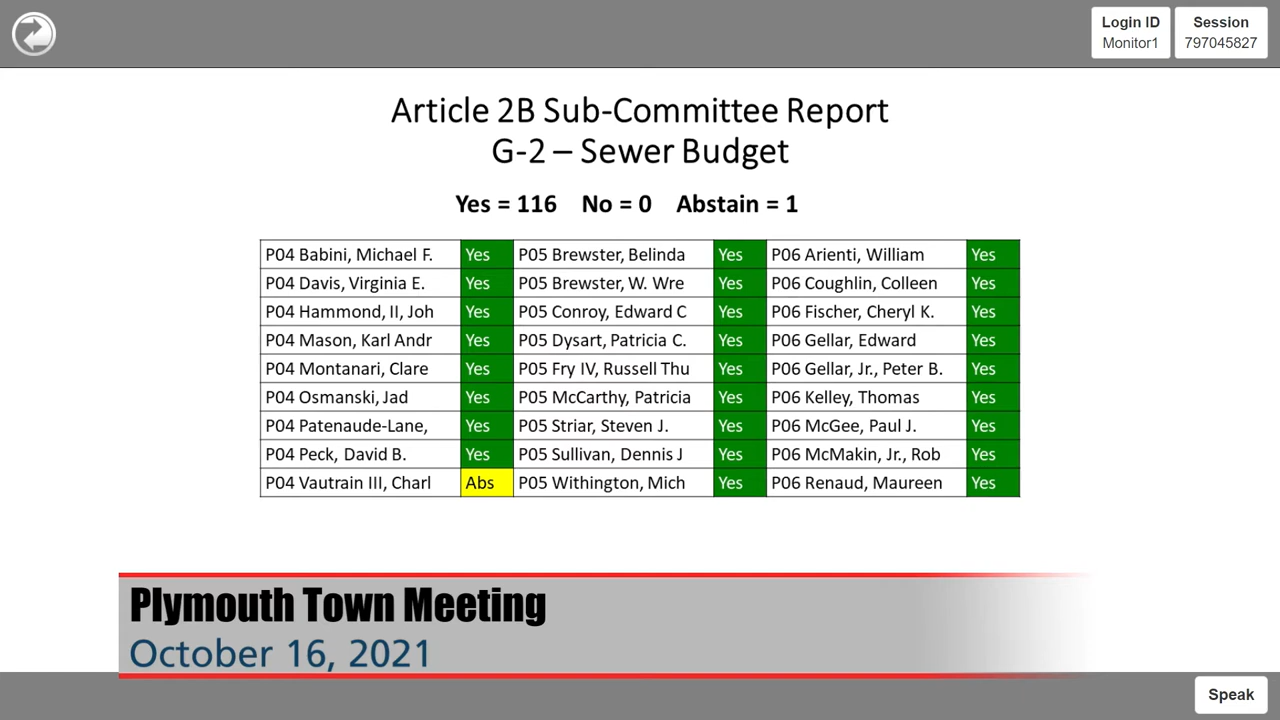 Login ID
Monitor1
Session
797045827
Article 2B Sub-Committee Report
G-2 – Sewer Budget
Yes = 116 No = 0 Abstain = 1
P04 Babini, Michael F. Yes P05 Brewster, Belinda Yes P06 Arienti, William Yes
P04 Davis, Virginia E. Yes P05 Brewster, W. Wre Yes P06 Coughlin, Colleen Yes
P04 Hammond, II, Joh Yes P05 Conroy, Edward C Yes P06 Fischer, Cheryl K. Yes
P04 Mason, Karl Andr Yes P05 Dysart, Patricia C. Yes P06 Gellar, Edward Yes
P04 Montanari, Clare Yes P05 Fry IV, Russell Thu Yes P06 Gellar, Jr., Peter B. Yes
P04 Osmanski, Jad Yes P05 McCarthy, Patricia Yes P06 Kelley, Thomas Yes
P04 Patenaude-Lane, Yes P05 Striar, Steven J. Yes P06 McGee, Paul J. Yes
P04 Peck, David B. Yes P05 Sullivan, Dennis J Yes P06 McMakin, Jr., Rob Yes
P04 Vautrain III, Charl Abs P05 Withington, Mich Yes P06 Renaud, Maureen Yes
Plymouth Town Meeting
October 16, 2021
Speak